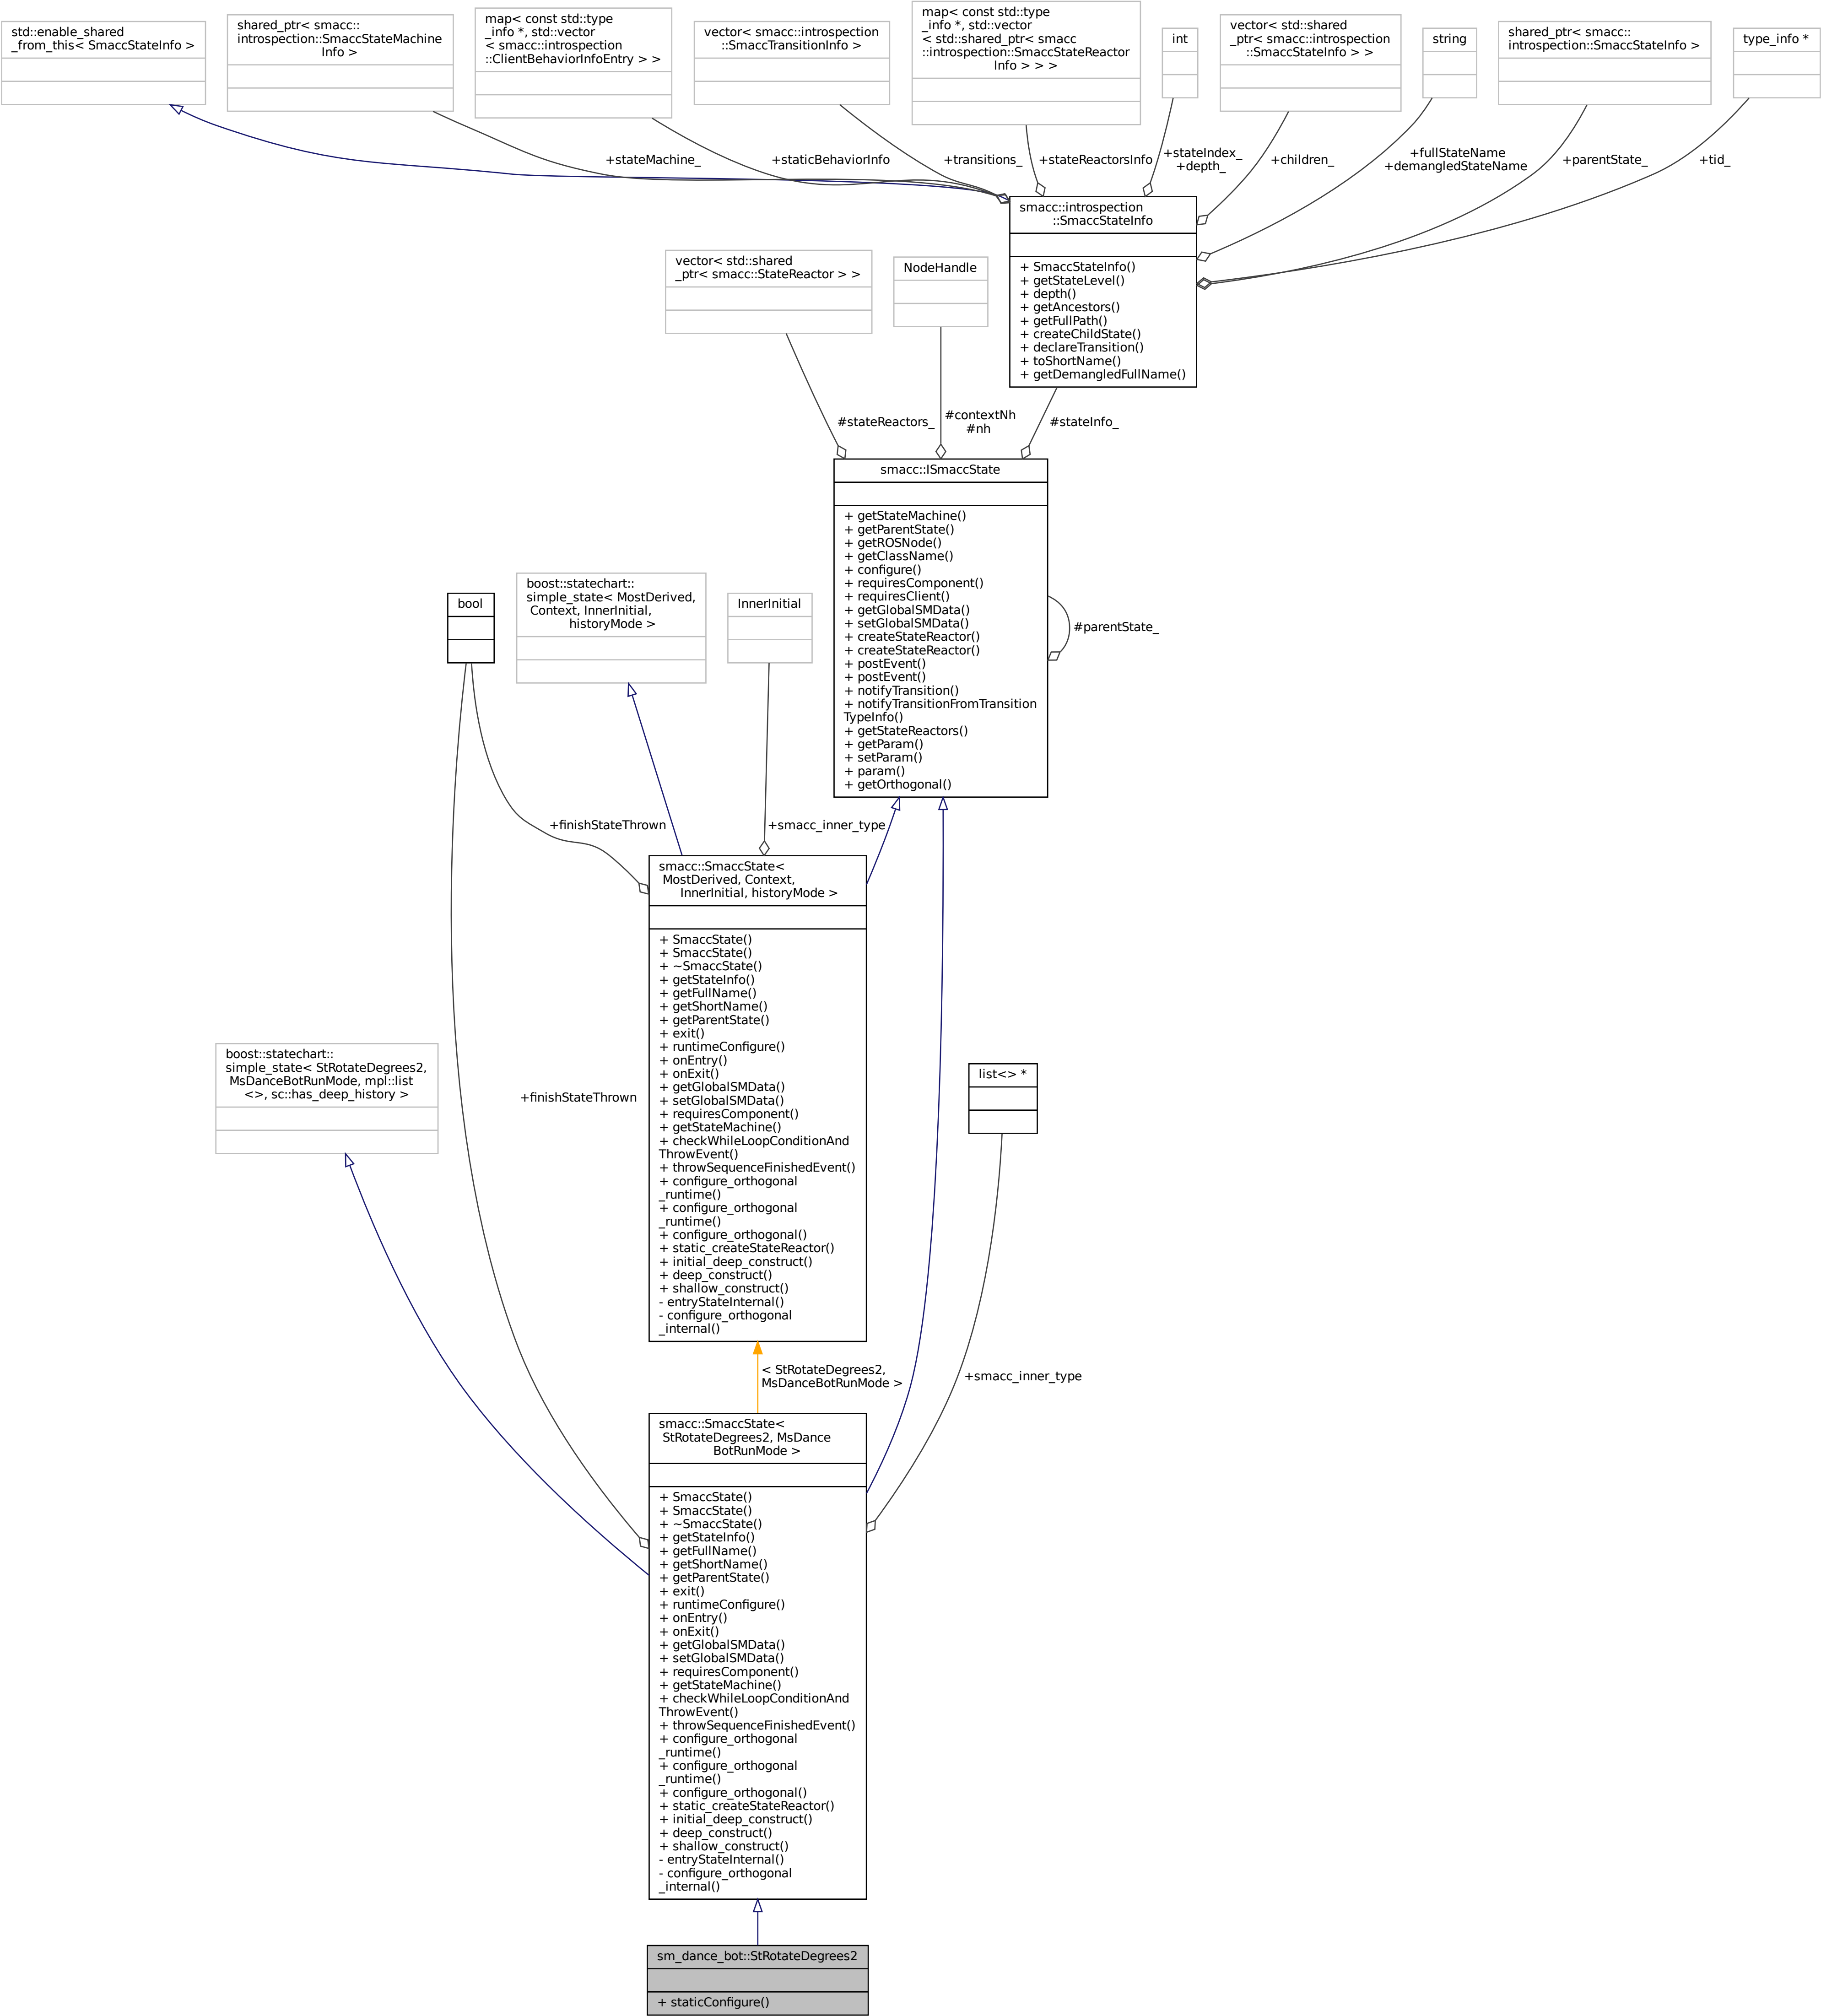 std::enable_shared
_from_this< SmaccStateInfo >
shared_ptr< smacc::
introspection::SmaccStateMachine
Info >
map< const std::type
_info *, std::vector
< smacc::introspection
::ClientBehaviorInfoEntry > >
vector< smacc::introspection
::SmaccTransitionInfo >
map< const std::type
_info *, std::vector
< std::shared_ptr< smacc
::introspection::SmaccStateReactor
Info > > >
int
vector< std::shared
_ptr< smacc::introspection
::SmaccStateInfo > >
string
shared_ptr< smacc::
introspection::SmaccStateInfo >
type_info *
+stateMachine_
+staticBehaviorInfo
+transitions_
+stateReactorsInfo
+stateIndex_
+depth_
+children_
+fullStateName
+demangledStateName
+parentState_
+tid_
smacc::introspection
::SmaccStateInfo
+ SmaccStateInfo()
+ getStateLevel()
+ depth()
+ getAncestors()
+ getFullPath()
+ createChildState()
+ declareTransition()
+ toShortName()
+ getDemangledFullName()
vector< std::shared
_ptr< smacc::StateReactor > >
NodeHandle
#stateReactors_
#contextNh
#nh
#stateInfo_
smacc::ISmaccState
+ getStateMachine()
+ getParentState()
+ getROSNode()
+ getClassName()
+ configure()
+ requiresComponent()
+ requiresClient()
+ getGlobalSMData()
+ setGlobalSMData()
+ createStateReactor()
+ createStateReactor()
+ postEvent()
+ postEvent()
+ notifyTransition()
+ notifyTransitionFromTransition
TypeInfo()
+ getStateReactors()
+ getParam()
+ setParam()
+ param()
+ getOrthogonal()
#parentState_
bool
boost::statechart::
simple_state< MostDerived,
Context, InnerInitial,
historyMode >
InnerInitial
+finishStateThrown
+smacc_inner_type
smacc::SmaccState<
MostDerived, Context,
InnerInitial, historyMode >
+ SmaccState()
+ SmaccState()
+ ~SmaccState()
+ getStateInfo()
+ getFullName()
+ getShortName()
+ getParentState()
+ exit()
+ runtimeConfigure()
+ onEntry()
+ onExit()
+ getGlobalSMData()
+ setGlobalSMData()
+ requiresComponent()
+ getStateMachine()
+ checkWhileLoopConditionAnd
ThrowEvent()
+ throwSequenceFinishedEvent()
+ configure_orthogonal
_runtime()
+ configure_orthogonal
_runtime()
+ configure_orthogonal()
+ static_createStateReactor()
+ initial_deep_construct()
+ deep_construct()
+ shallow_construct()
- entryStateInternal()
- configure_orthogonal
_internal()
boost::statechart::
simple_state< StRotateDegrees2,
MsDanceBotRunMode, mpl::list
<>, sc::has_deep_history >
+finishStateThrown
list<> *
< StRotateDegrees2,
MsDanceBotRunMode >
+smacc_inner_type
smacc::SmaccState<
StRotateDegrees2, MsDance
BotRunMode >
+ SmaccState()
+ SmaccState()
+ ~SmaccState()
+ getStateInfo()
+ getFullName()
+ getShortName()
+ getParentState()
+ exit()
+ runtimeConfigure()
+ onEntry()
+ onExit()
+ getGlobalSMData()
+ setGlobalSMData()
+ requiresComponent()
+ getStateMachine()
+ checkWhileLoopConditionAnd
ThrowEvent()
+ throwSequenceFinishedEvent()
+ configure_orthogonal
_runtime()
+ configure_orthogonal
_runtime()
+ configure_orthogonal()
+ static_createStateReactor()
+ initial_deep_construct()
+ deep_construct()
+ shallow_construct()
- entryStateInternal()
- configure_orthogonal
_internal()
sm_dance_bot::StRotateDegrees2
+ staticConfigure()